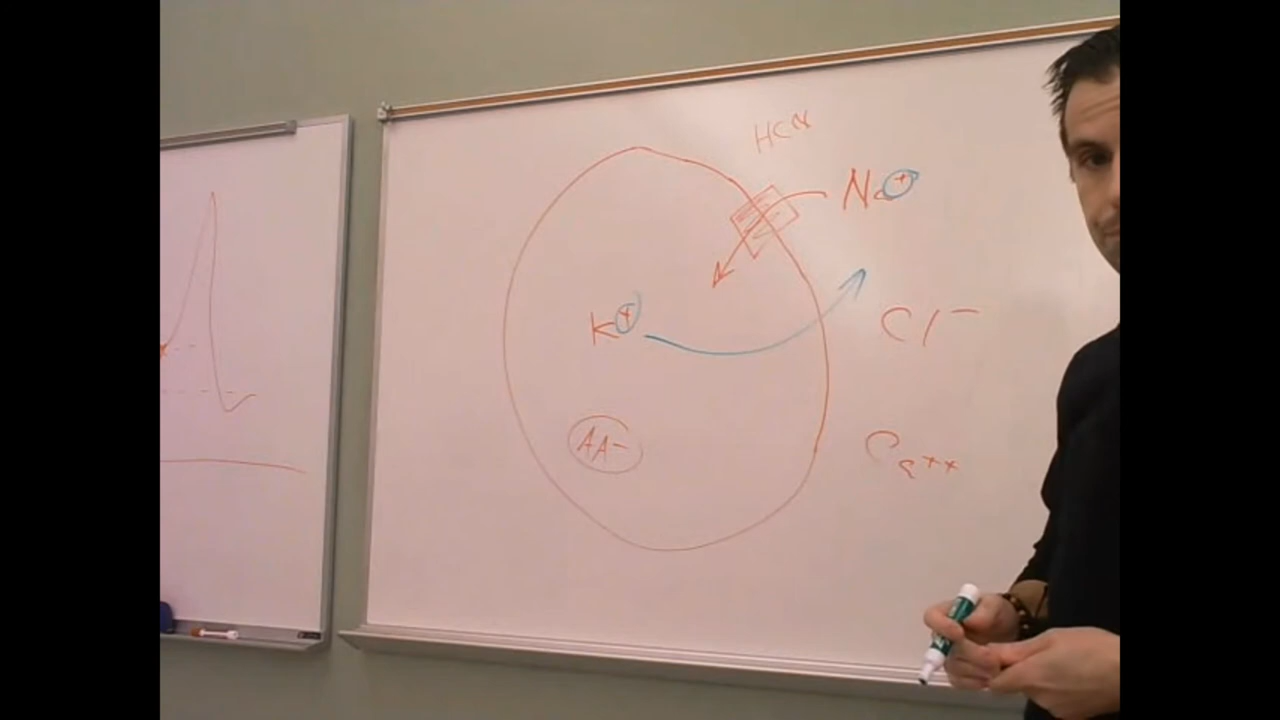 HCN
Na+
K+
Cl-
AA-
Ca++